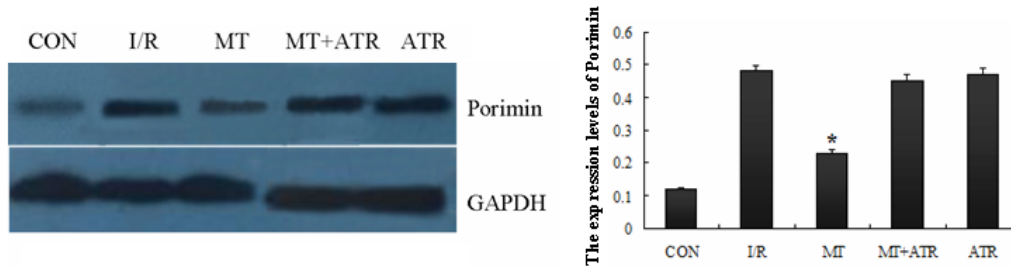 CON I/R MT MT+ATR ATR
Porimin
GAPDH
The expression levels of Porimin
0.6
0.5
0.4
0.3
0.2
0.1
0
*
CON I/R MT MT+ATR ATR